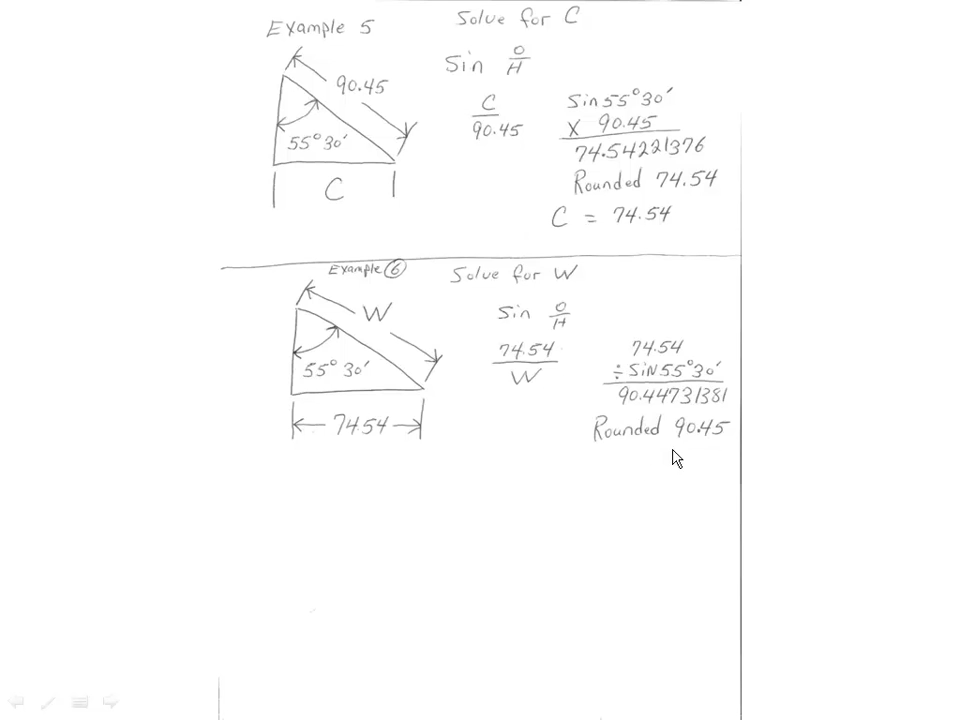 Example 5
Solve for C
Sin O/H
90.45
55° 30'
C
C/90.45
Sin 55° 30'
X 90.45
74.54221376
Rounded 74.54
C = 74.54
Example 6
Solve for W
Sin O/H
W
55° 30'
74.54
74.54/W
74.54
÷ SIN 55° 30'
90.44731381
Rounded 90.45